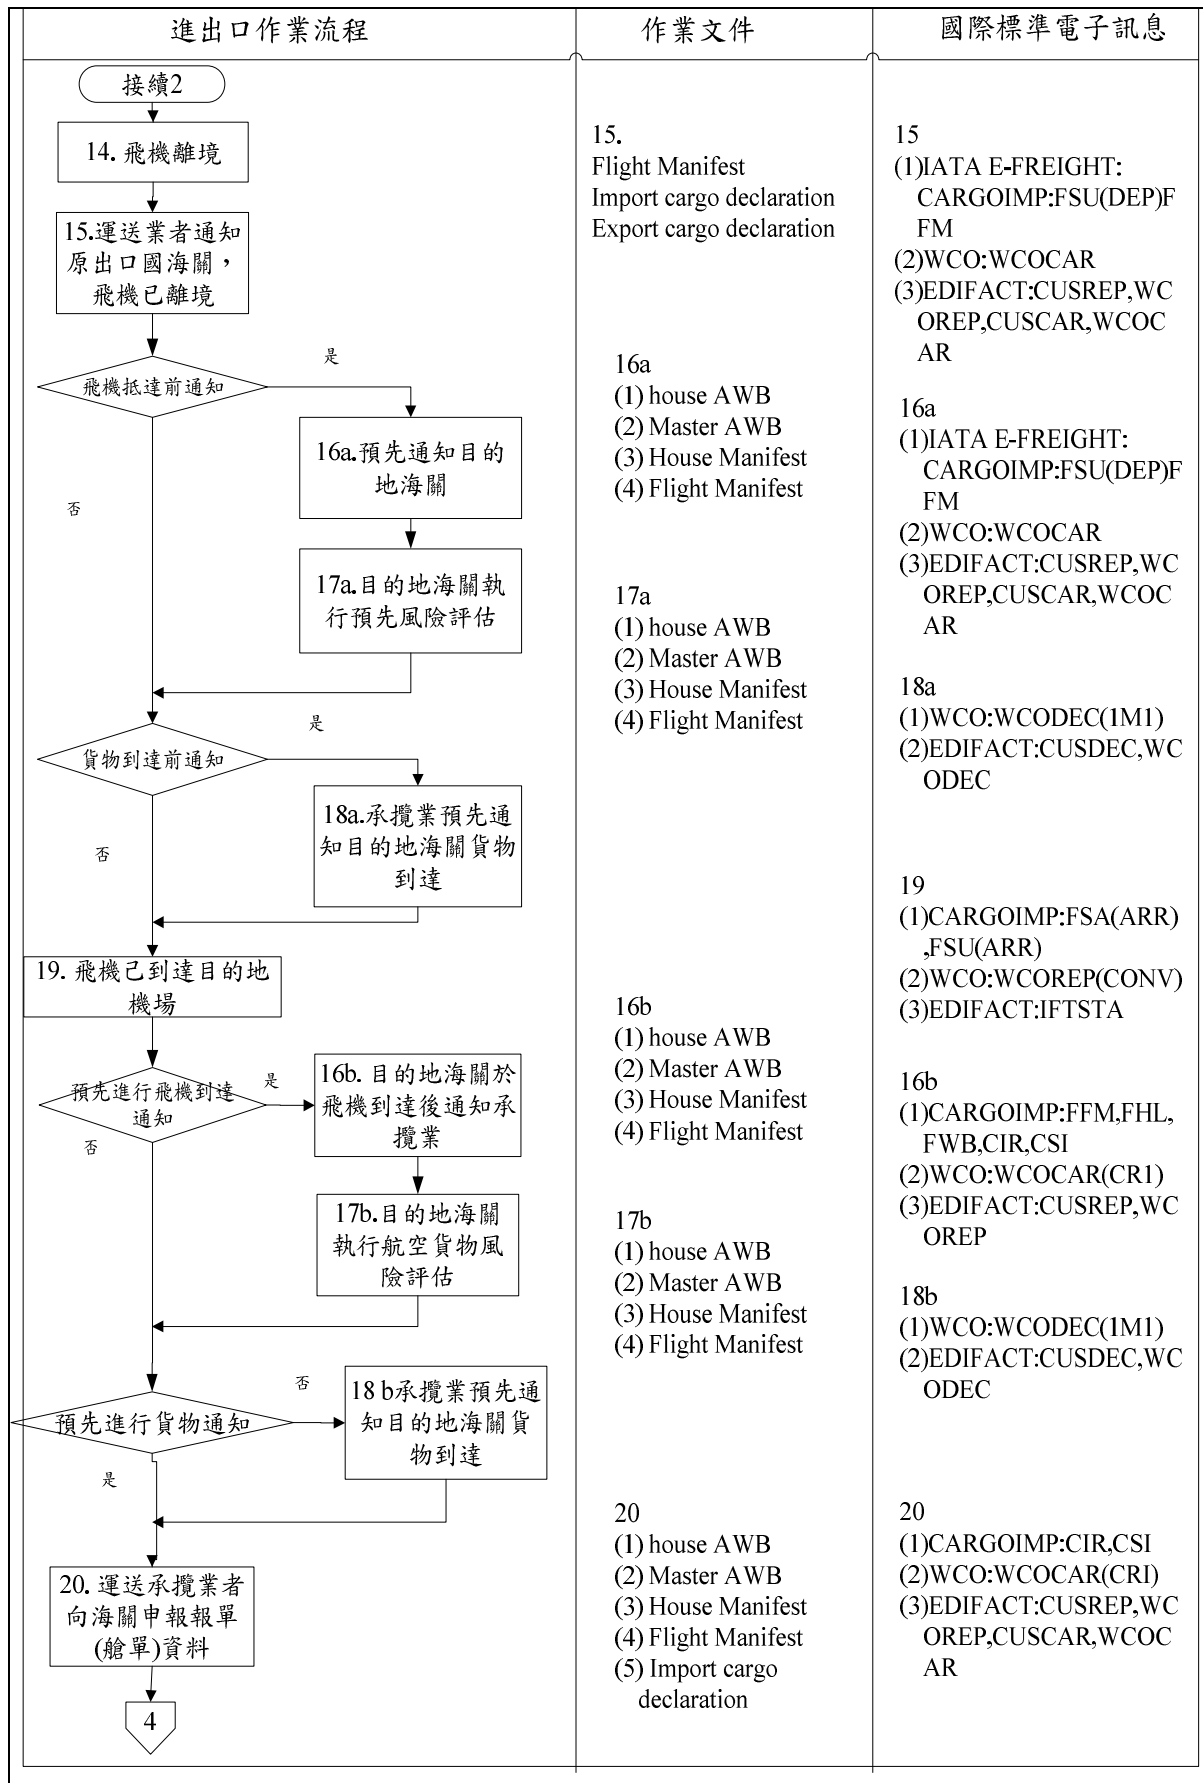 進出口作業流程
作業文件
國際標準電子訊息
接續2
14. 飛機離境
15.運送業者通知
原出口國海關，
飛機已離境
飛機抵達前通知
是
否
16a.預先通知目的
地海關
17a.目的地海關執
行預先風險評估
貨物到達前通知
是
否
18a.承攬業預先通
知目的地海關貨物
到達
19. 飛機己到達目的地
機場
預先進行飛機到達
通知
是
否
16b. 目的地海關於
飛機到達後通知承
攬業
17b.目的地海關
執行航空貨物風
險評估
預先進行貨物通知
否
是
18 b承攬業預先通
知目的地海關貨
物到達
20. 運送承攬業者
向海關申報報單
(艙單)資料
4
15.
Flight Manifest
Import cargo declaration
Export cargo declaration
16a
(1) house AWB
(2) Master AWB
(3) House Manifest
(4) Flight Manifest
17a
(1) house AWB
(2) Master AWB
(3) House Manifest
(4) Flight Manifest
16b
(1) house AWB
(2) Master AWB
(3) House Manifest
(4) Flight Manifest
17b
(1) house AWB
(2) Master AWB
(3) House Manifest
(4) Flight Manifest
20
(1) house AWB
(2) Master AWB
(3) House Manifest
(4) Flight Manifest
(5) Import cargo
declaration
15
(1)IATA E-FREIGHT:
CARGOIMP:FSU(DEP)F
FM
(2)WCO:WCOCAR
(3)EDIFACT:CUSREP,WC
OREP,CUSCAR,WCOC
AR
16a
(1)IATA E-FREIGHT:
CARGOIMP:FSU(DEP)F
FM
(2)WCO:WCOCAR
(3)EDIFACT:CUSREP,WC
OREP,CUSCAR,WCOC
AR
18a
(1)WCO:WCODEC(1M1)
(2)EDIFACT:CUSDEC,WC
ODEC
19
(1)CARGOIMP:FSA(ARR)
,FSU(ARR)
(2)WCO:WCOREP(CONV)
(3)EDIFACT:IFTSTA
16b
(1)CARGOIMP:FFM,FHL,
FWB,CIR,CSI
(2)WCO:WCOCAR(CR1)
(3)EDIFACT:CUSREP,WC
OREP
18b
(1)WCO:WCODEC(1M1)
(2)EDIFACT:CUSDEC,WC
ODEC
20
(1)CARGOIMP:CIR,CSI
(2)WCO:WCOCAR(CRI)
(3)EDIFACT:CUSREP,WC
OREP,CUSCAR,WCOC
AR